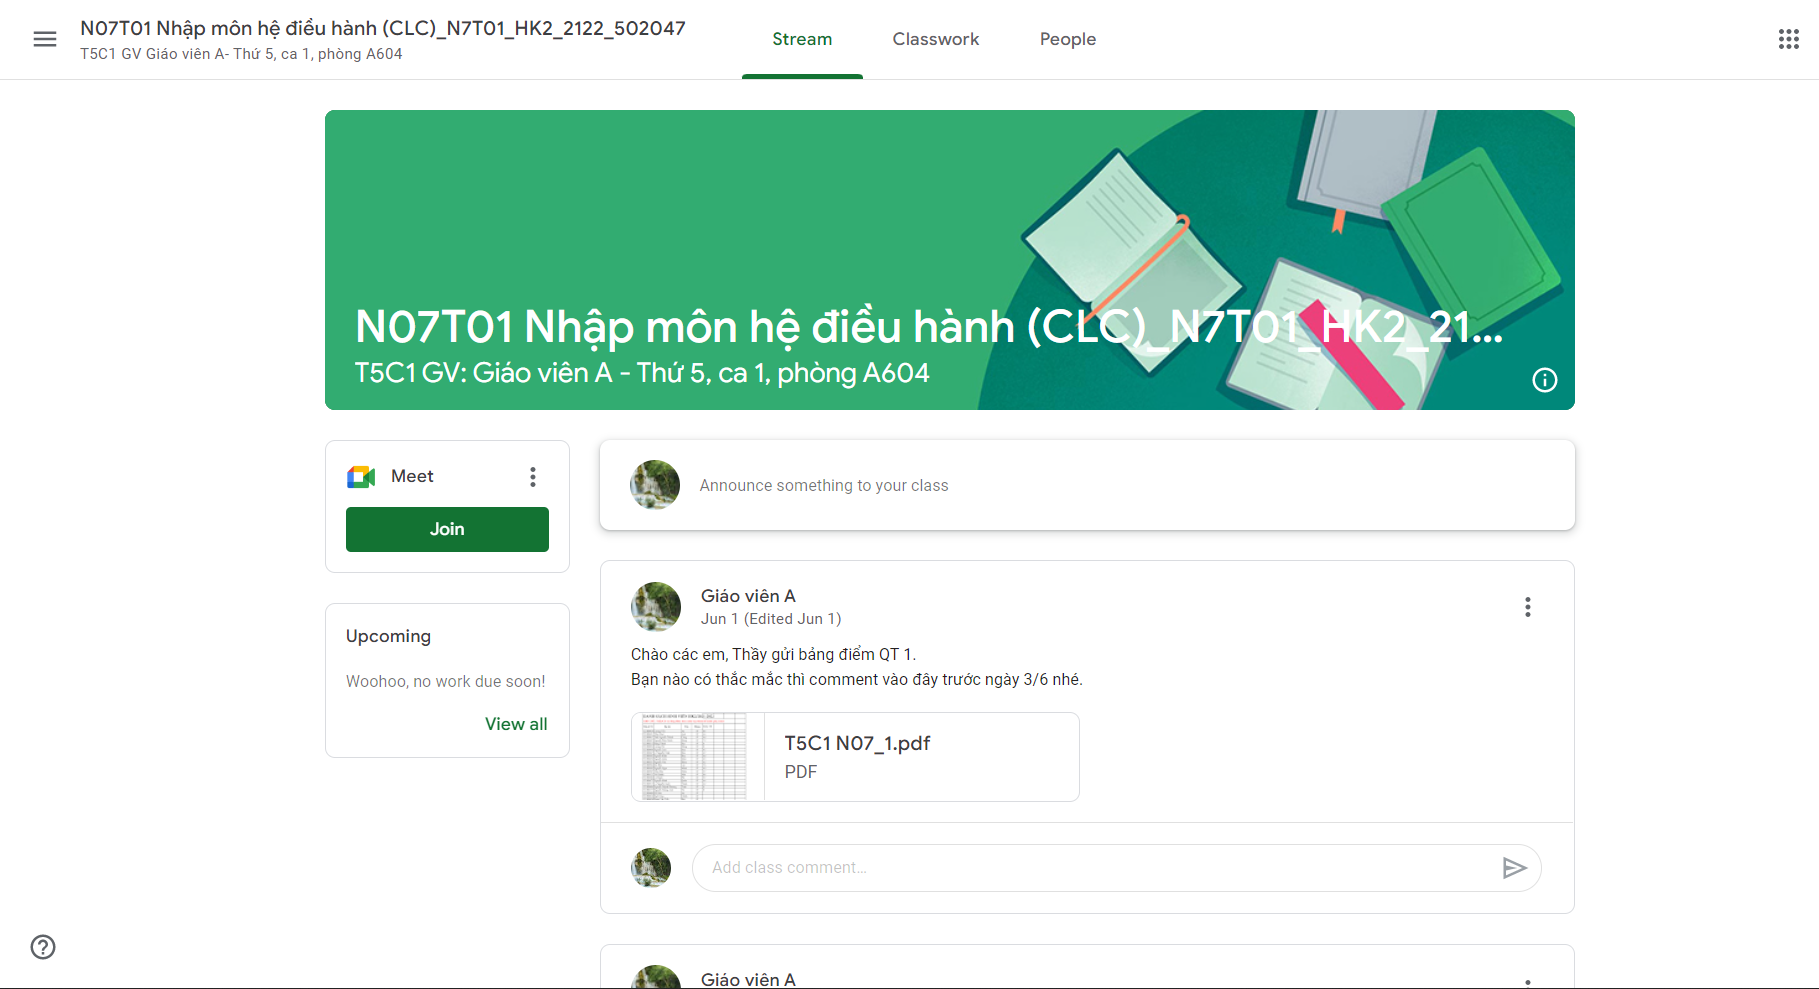 N07T01 Nhập môn hệ điều hành (CLC)_N7T01_HK2_2122_502047
T5C1 GV Giáo viên A- Thứ 5, ca 1, phòng A604
Stream
Classwork
People
N07T01 Nhập môn hệ điều hành (CLC)_N7T01_HK2_21...
T5C1 GV: Giáo viên A - Thứ 5, ca 1, phòng A604
Meet
Join
Upcoming
Woohoo, no work due soon!
View all
Announce something to your class
Giáo viên A
Jun 1 (Edited Jun 1)
Chào các em, Thầy gửi bảng điểm QT 1.
Bạn nào có thắc mắc thì comment vào đây trước ngày 3/6 nhé.
T5C1 N07_1.pdf
PDF
Add class comment...
Giáo viên A